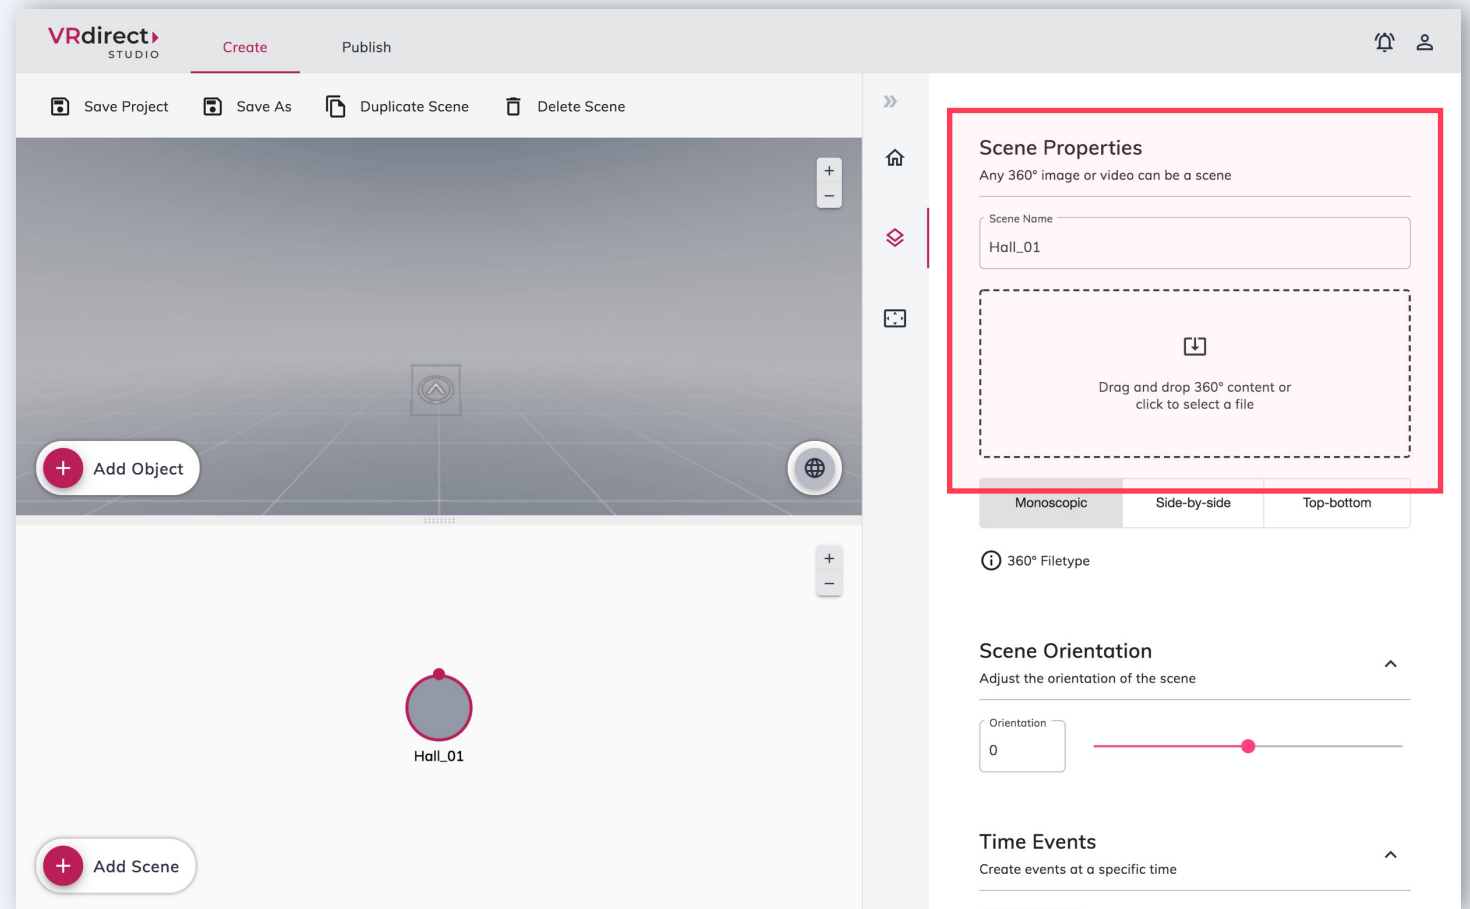 VRdirect
STUDIO
Create
Publish
Save Project
Save As
Duplicate Scene
Delete Scene
+
−
Add Object
+
−
Hall_01
Add Scene
Scene Properties
Any 360° image or video can be a scene
Scene Name
Hall_01
Drag and drop 360° content or
click to select a file
Monoscopic
Side-by-side
Top-bottom
360° Filetype
Scene Orientation
Adjust the orientation of the scene
Orientation
0
Time Events
Create events at a specific time